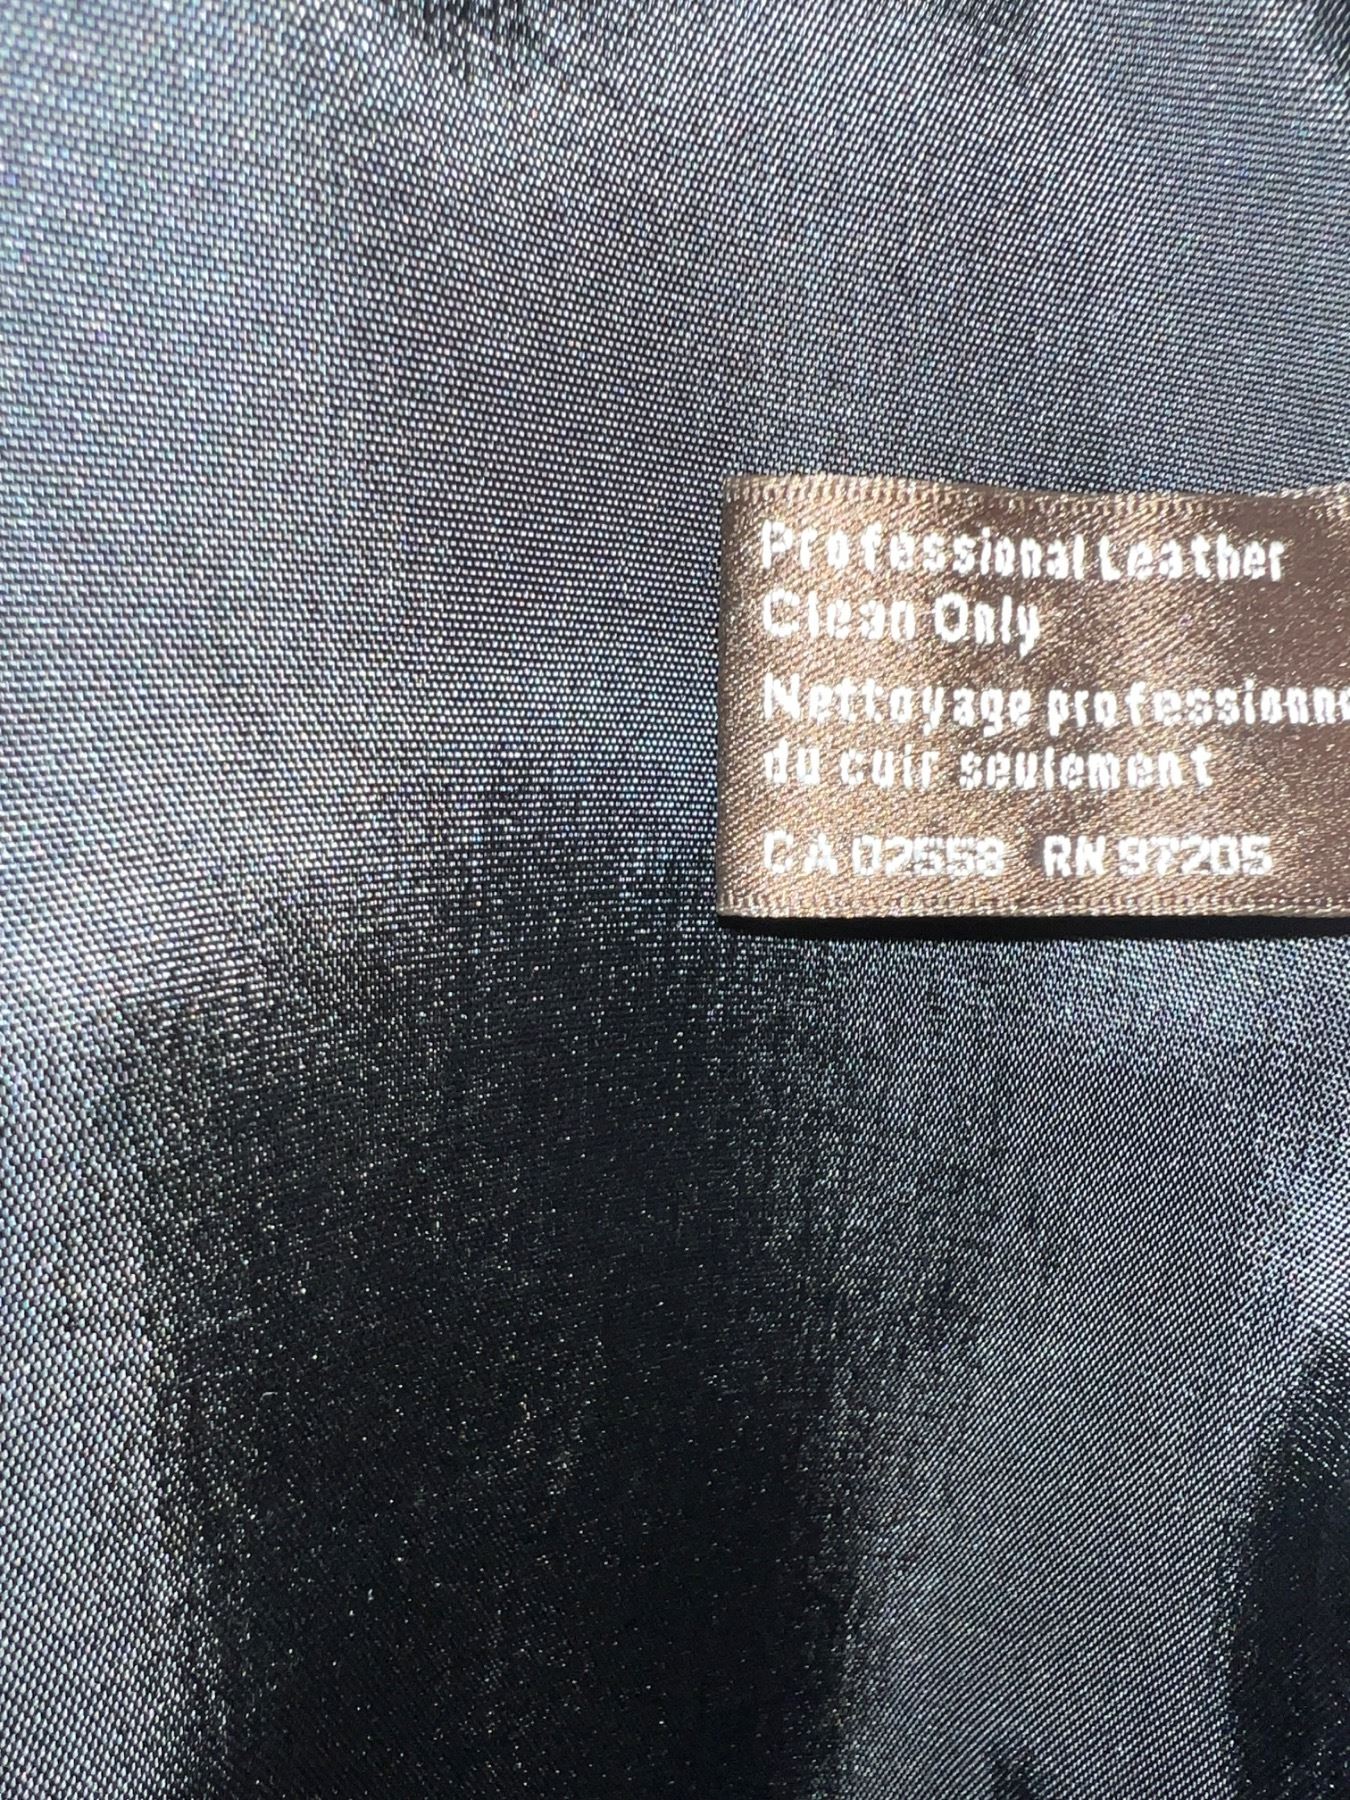 Professional Leather
Clean Only
Nettoyage professionne
du cuir seulement
CA 02558 RN 97205